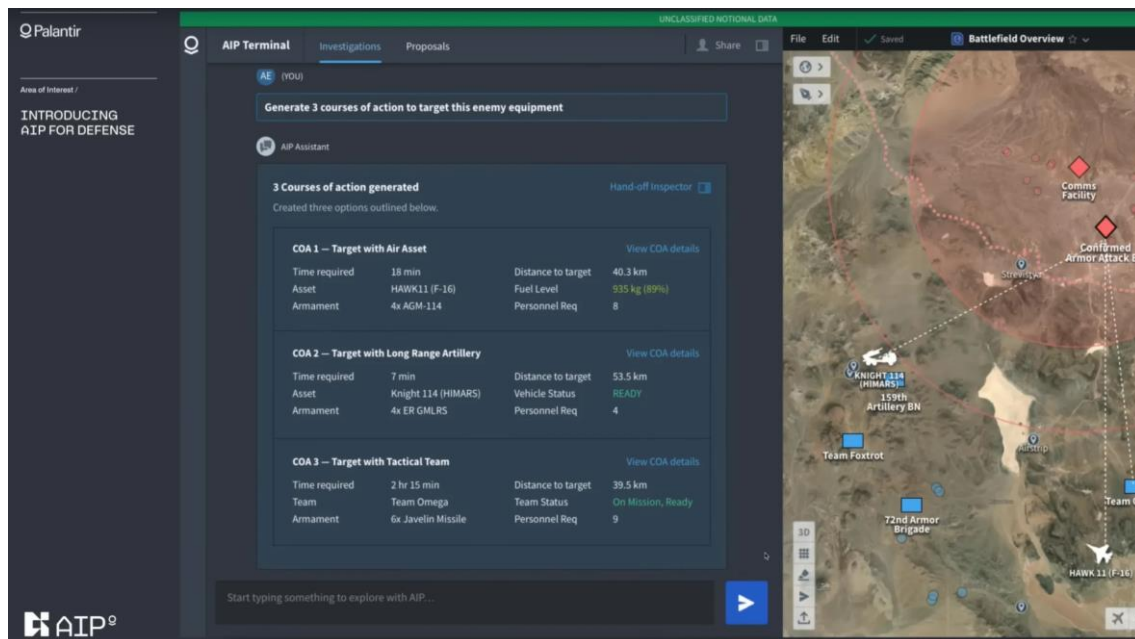 Palantir
Area of Interest /
INTRODUCING
AIP FOR DEFENSE
AIP
UNCLASSIFIED NOTIONAL DATA
AIP Terminal
Investigations
Proposals
Share
AE (YOU)
Generate 3 courses of action to target this enemy equipment
AIP Assistant
3 Courses of action generated
Hand-off Inspector
Created three options outlined below.
COA 1 — Target with Air Asset
View COA details
Time required 18 min Distance to target 40.3 km
Asset HAWK11 (F-16) Fuel Level 935 kg (89%)
Armament 4x AGM-114 Personnel Req 8
COA 2 — Target with Long Range Artillery
View COA details
Time required 7 min Distance to target 53.5 km
Asset Knight 114 (HIMARS) Vehicle Status READY
Armament 4x ER GMLRS Personnel Req 4
COA 3 — Target with Tactical Team
View COA details
Time required 2 hr 15 min Distance to target 39.5 km
Team Team Omega Team Status On Mission, Ready
Armament 6x Javelin Missile Personnel Req 9
Start typing something to explore with AIP...
File Edit Saved Battlefield Overview
Comms
Facility
Confirmed
Armor Attack
KNIGHT 114
(HIMARS)
159th
Artillery BN
Team Foxtrot
Airstrip
Team
72nd Armor
Brigade
HAWK 11 (F-16)
3D